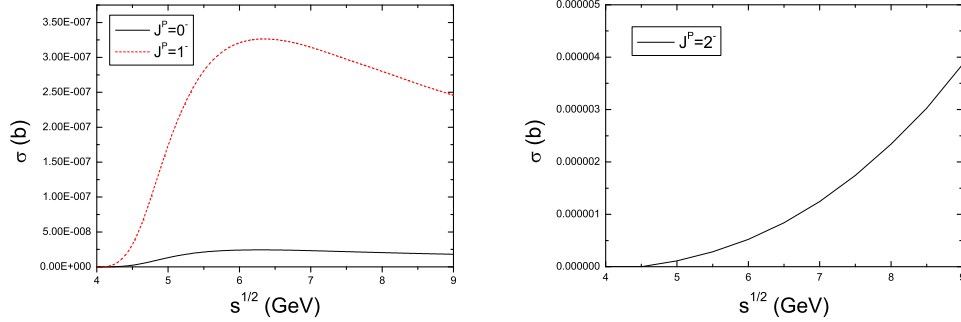 3.50E-007
3.00E-007
2.50E-007
2.00E-007
1.50E-007
1.00E-007
5.00E-008
0.00E+000
σ (b)
J^P=0^-
J^P=1^-
4 5 6 7 8 9
s^{1/2} (GeV)
0.000005
0.000004
0.000003
0.000002
0.000001
0.000000
σ (b)
J^P=2^-
4 5 6 7 8 9
s^{1/2} (GeV)